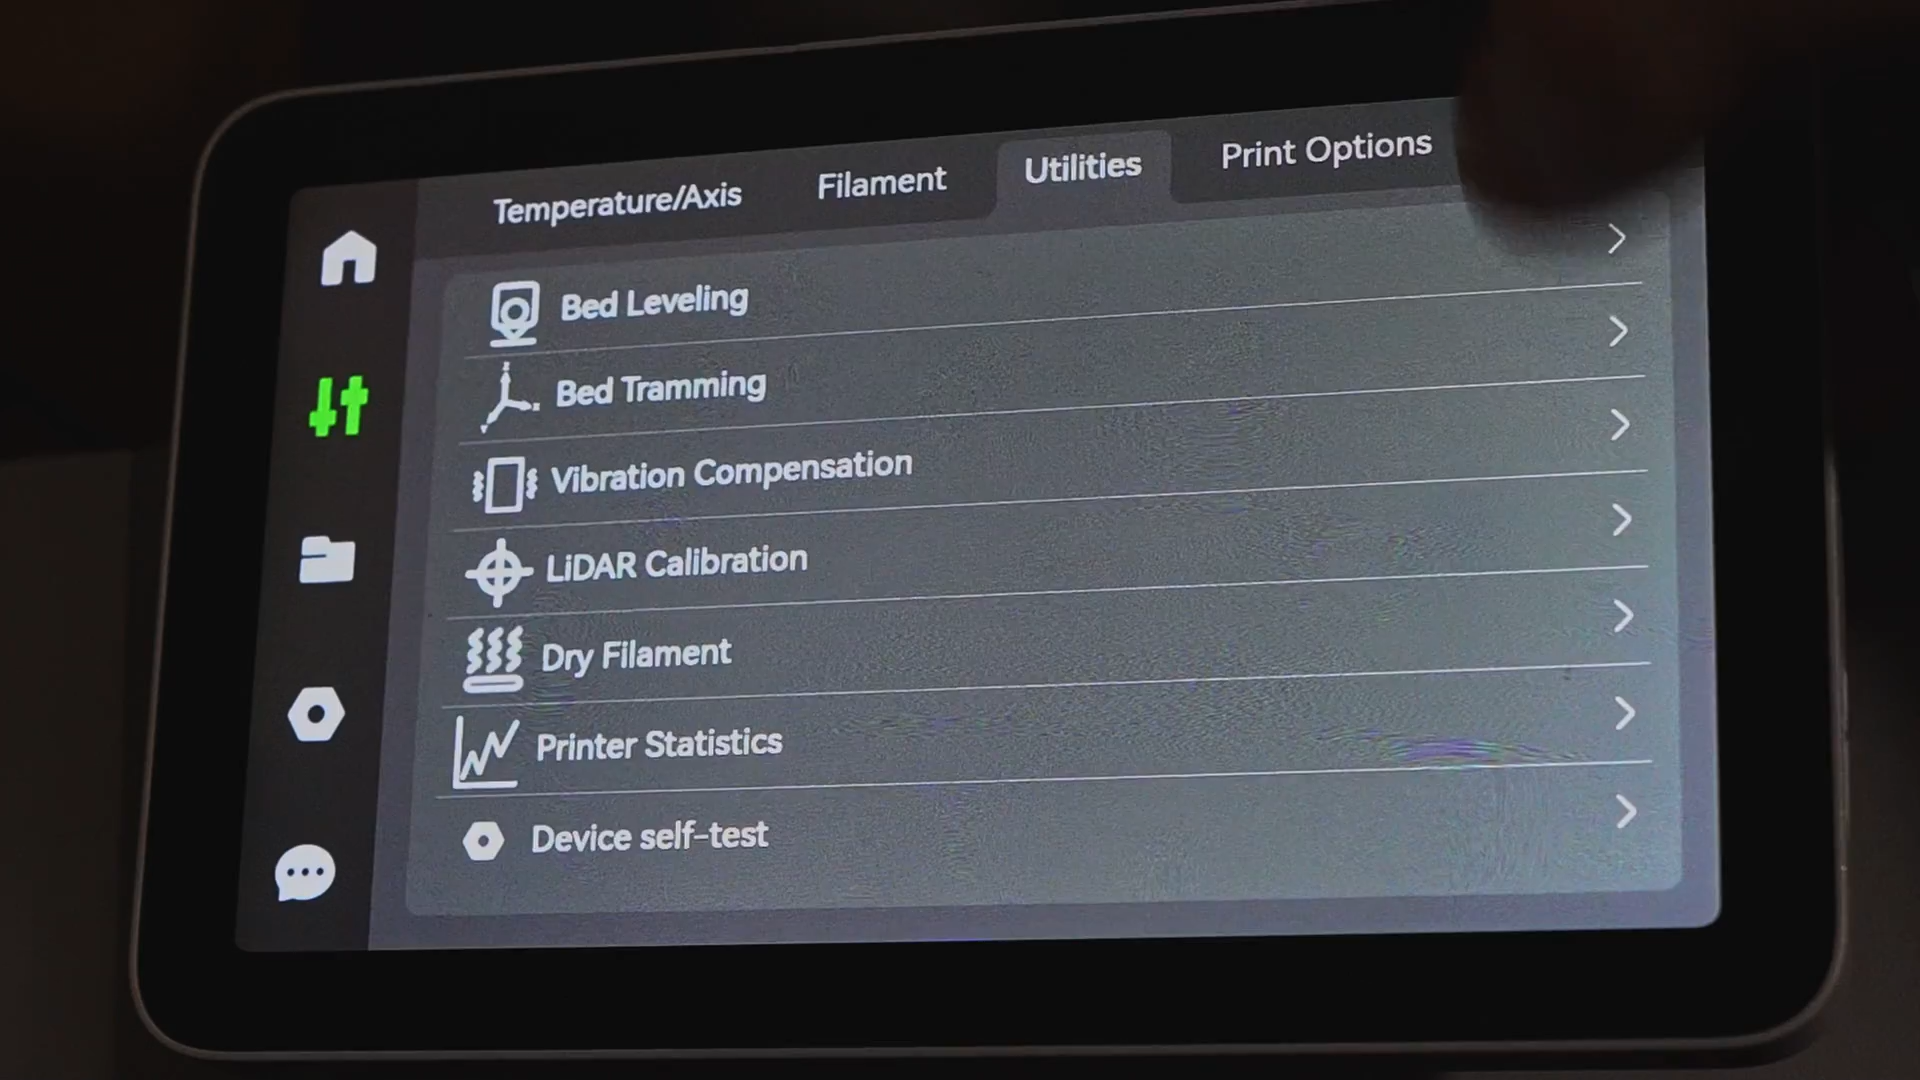 Temperature/Axis
Filament
Utilities
Print Options
Bed Leveling
Bed Tramming
Vibration Compensation
LiDAR Calibration
Dry Filament
Printer Statistics
Device self-test